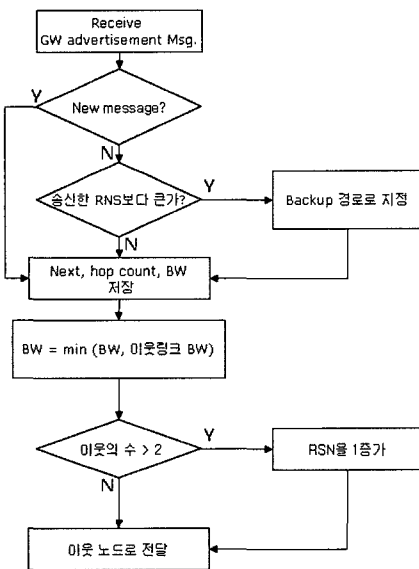 Receive
GW advertisement Msg.
Y
New message?
N
송신한 RNS보다 큰가?
Y
Backup 경로로 지정
N
Next, hop count, BW
저장
BW = min (BW, 이웃링크 BW)
이웃의 수 > 2
Y
RSN을 1증가
N
이웃 노드로 전달